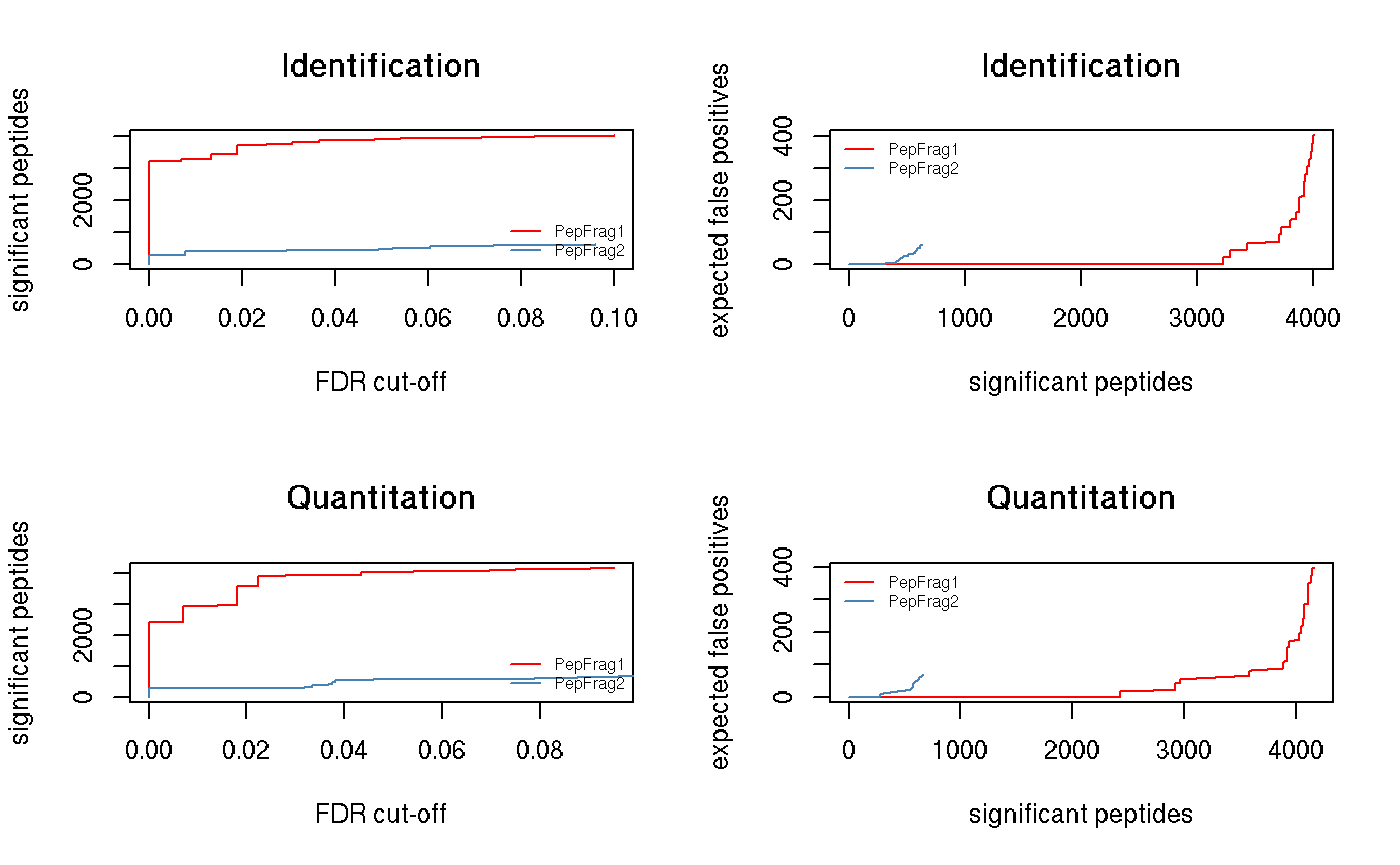 Identification
significant peptides
0
2000
PepFrag1
PepFrag2
0.00 0.02 0.04 0.06 0.08 0.10
FDR cut-off
Identification
expected false positives
0 200 400
PepFrag1
PepFrag2
0 1000 2000 3000 4000
significant peptides
Quantitation
significant peptides
0 2000
PepFrag1
PepFrag2
0.00 0.02 0.04 0.06 0.08
FDR cut-off
Quantitation
expected false positives
0 200 400
PepFrag1
PepFrag2
0 1000 2000 3000 4000
significant peptides